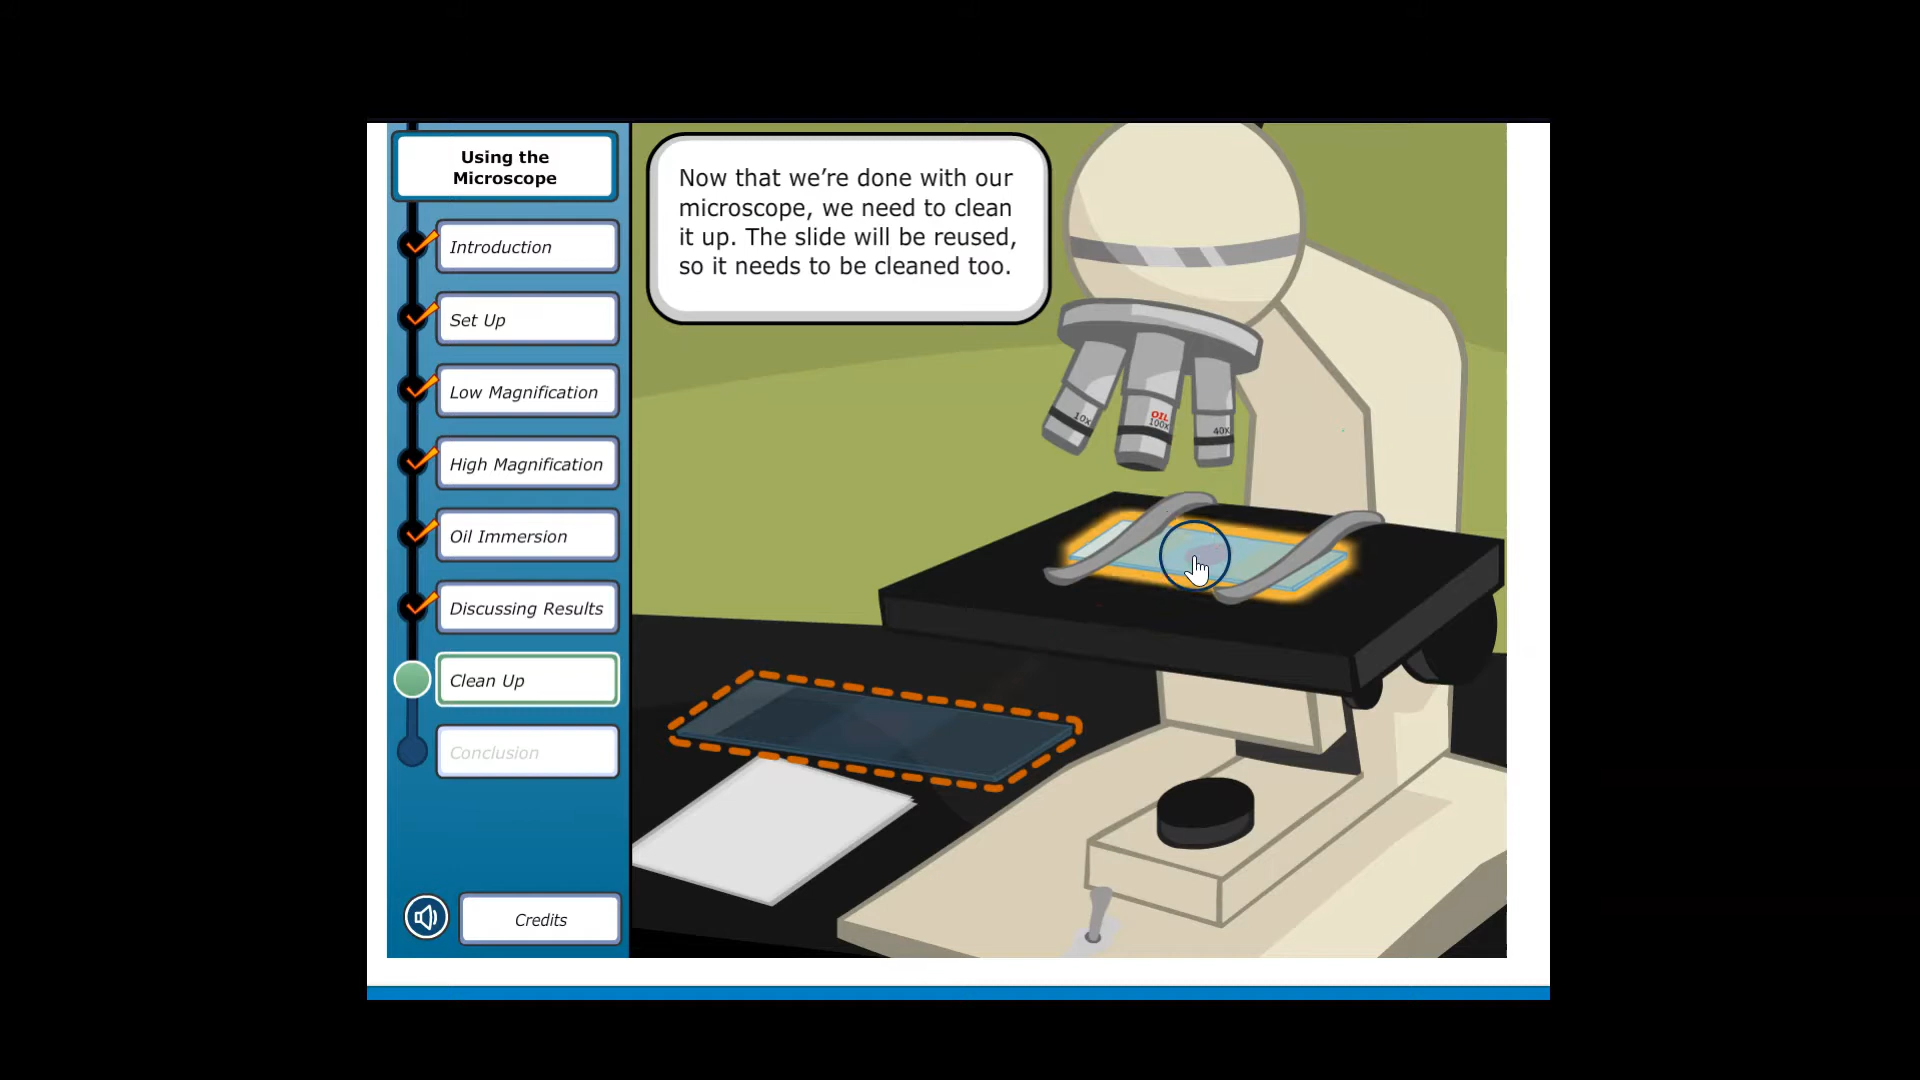 Using the
Microscope
Introduction
Set Up
Low Magnification
High Magnification
Oil Immersion
Discussing Results
Clean Up
Conclusion
Credits
Now that we’re done with our
microscope, we need to clean
it up. The slide will be reused,
so it needs to be cleaned too.
10X
OIL
100X
40X